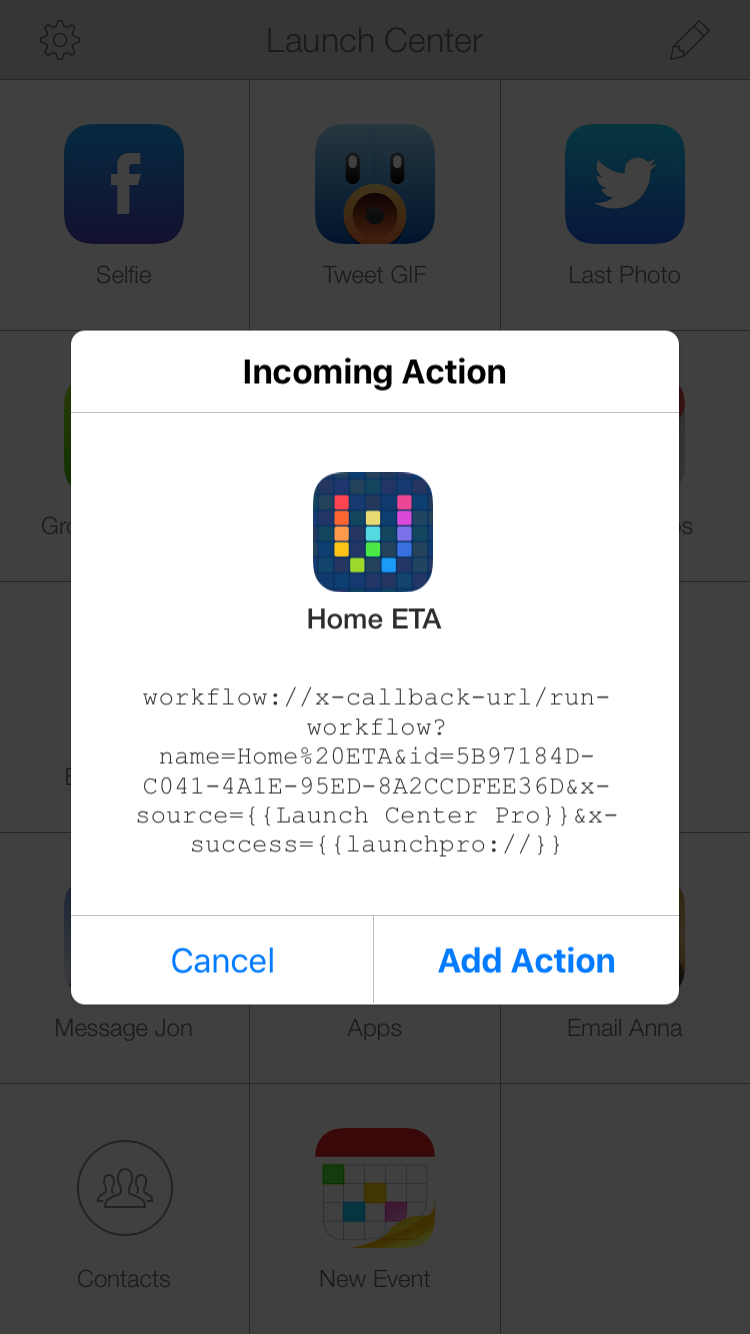 Launch Center
Selfie
Tweet GIF
Last Photo
Incoming Action
Home ETA
workflow://x-callback-url/run-
workflow?
name=Home%20ETA&id=5B97184D-
C041-4A1E-95ED-8A2CCDFEE36D&x-
source={{Launch Center Pro}}&x-
success={{launchpro://}}
Cancel
Add Action
Message Jon
Apps
Email Anna
Contacts
New Event